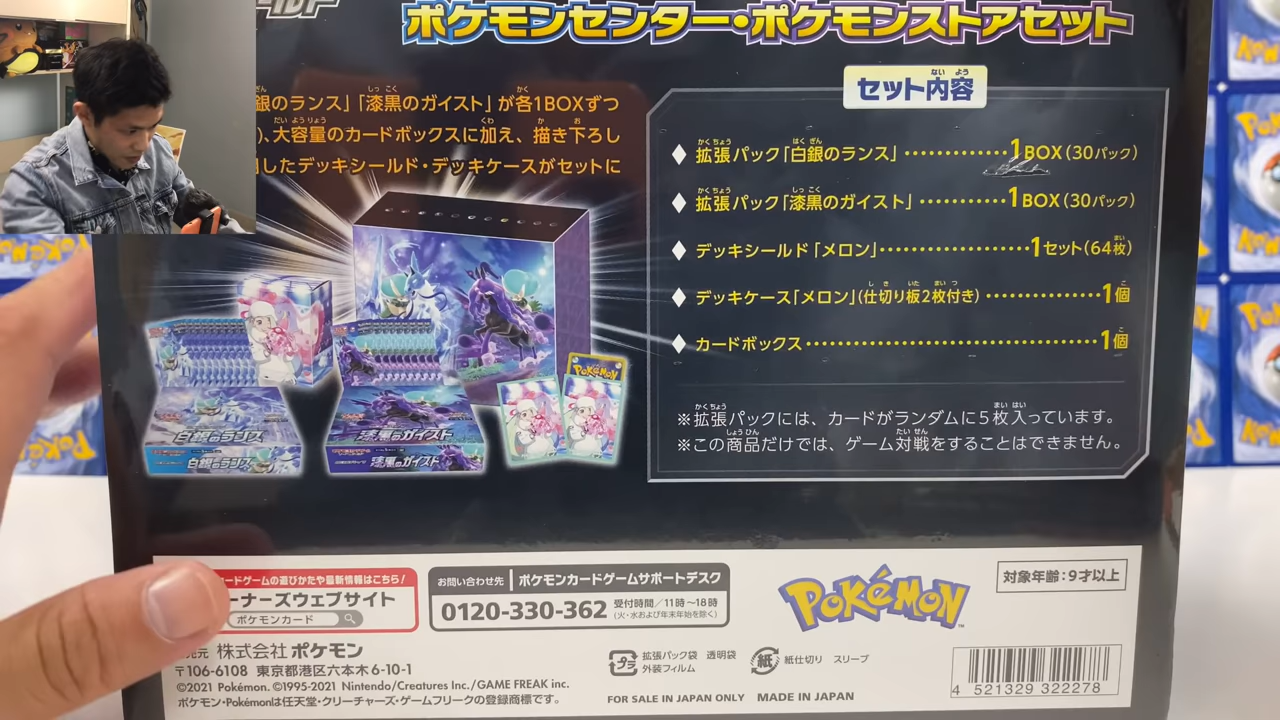 ールド
ポケモンセンター・ポケモンストアセット
銀のランス」「漆黒のガイスト」が各1BOXずつ
)、大容量のカードボックスに加え、描き下ろし
したデッキシールド・デッキケースがセットに
セット内容
◆ 拡張パック「白銀のランス」‥‥‥‥‥‥1BOX(30パック)
◆ 拡張パック「漆黒のガイスト」‥‥‥‥‥1BOX(30パック)
◆ デッキシールド「メロン」‥‥‥‥‥‥‥‥1セット(64枚)
◆ デッキケース「メロン」(仕切り板2枚付き)‥‥‥‥‥‥1個
◆ カードボックス‥‥‥‥‥‥‥‥‥‥‥‥‥‥‥1個
※拡張パックには、カードがランダムに5枚入っています。
※この商品だけでは、ゲーム対戦をすることはできません。
白銀のランス
白銀のランス
漆黒のガイスト
漆黒のガイスト
POKÉMON
ードゲームの遊びかたや最新情報はこちら!
ーナーズウェブサイト
ポケモンカード
お問い合わせ先 ポケモンカードゲームサポートデスク
0120-330-362 受付時間/11時〜18時
(火・水および年末年始を除く)
POKÉMON
対象年齢:9才以上
売元 株式会社ポケモン
〒106-6108 東京都港区六本木6-10-1
©2021 Pokémon. ©1995-2021 Nintendo/Creatures Inc./GAME FREAK inc.
ポケモン・Pokémonは任天堂・クリーチャーズ・ゲームフリークの登録商標です。
プラ 拡張パック袋 透明袋
外装フィルム
紙 紙仕切り スリーブ
FOR SALE IN JAPAN ONLY MADE IN JAPAN
4 521329 322278